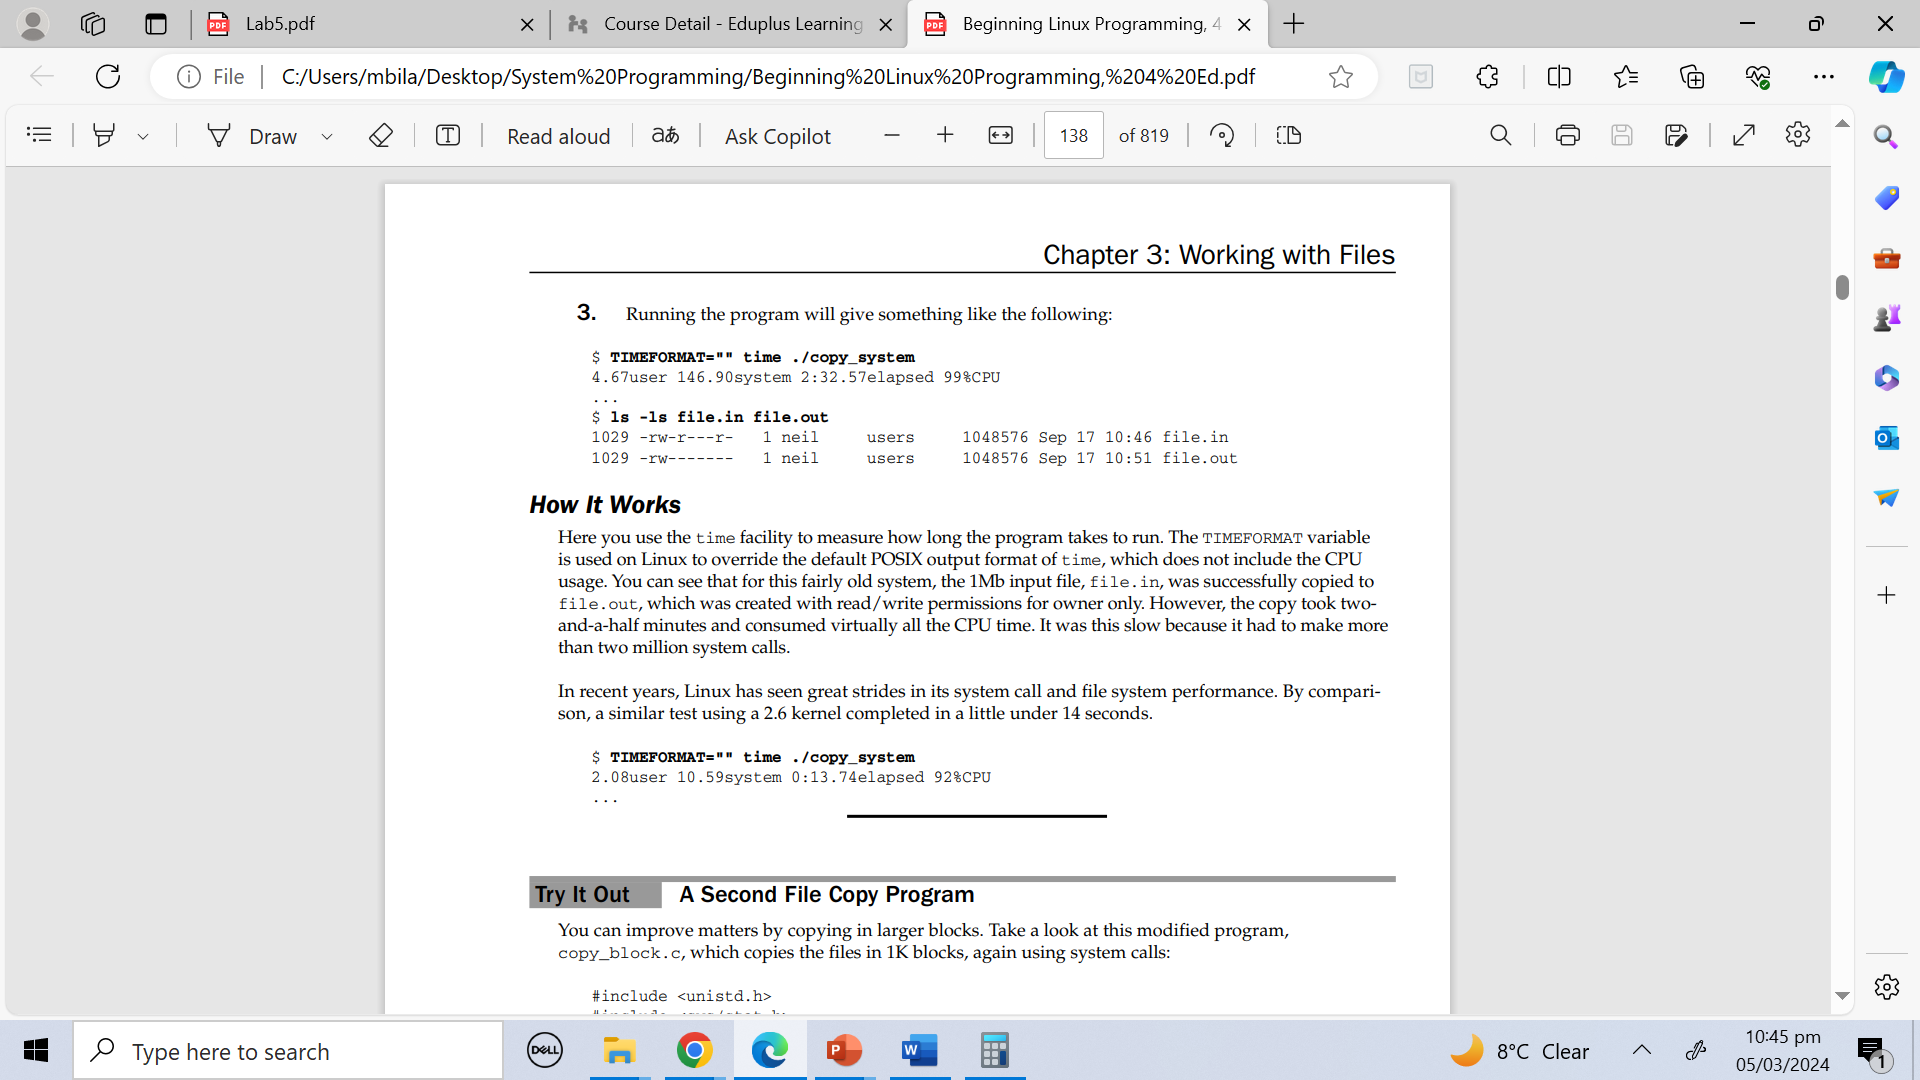 Lab5.pdf
Course Detail - Eduplus Learning
Beginning Linux Programming, 4
File
C:/Users/mbila/Desktop/System%20Programming/Beginning%20Linux%20Programming,%204%20Ed.pdf
Draw
Read aloud
aあ
Ask Copilot
138
of 819
Chapter 3: Working with Files
3. Running the program will give something like the following:
$ TIMEFORMAT="" time ./copy_system
4.67user 146.90system 2:32.57elapsed 99%CPU
...
$ ls -ls file.in file.out
1029 -rw-r---r- 1 neil users 1048576 Sep 17 10:46 file.in
1029 -rw------- 1 neil users 1048576 Sep 17 10:51 file.out
How It Works
Here you use the time facility to measure how long the program takes to run. The TIMEFORMAT variable
is used on Linux to override the default POSIX output format of time, which does not include the CPU
usage. You can see that for this fairly old system, the 1Mb input file, file.in, was successfully copied to
file.out, which was created with read/write permissions for owner only. However, the copy took two-
and-a-half minutes and consumed virtually all the CPU time. It was this slow because it had to make more
than two million system calls.
In recent years, Linux has seen great strides in its system call and file system performance. By compari-
son, a similar test using a 2.6 kernel completed in a little under 14 seconds.
$ TIMEFORMAT="" time ./copy_system
2.08user 10.59system 0:13.74elapsed 92%CPU
...
Try It Out A Second File Copy Program
You can improve matters by copying in larger blocks. Take a look at this modified program,
copy_block.c, which copies the files in 1K blocks, again using system calls:
#include <unistd.h>
Type here to search
DELL
8°C Clear
10:45 pm
05/03/2024
1